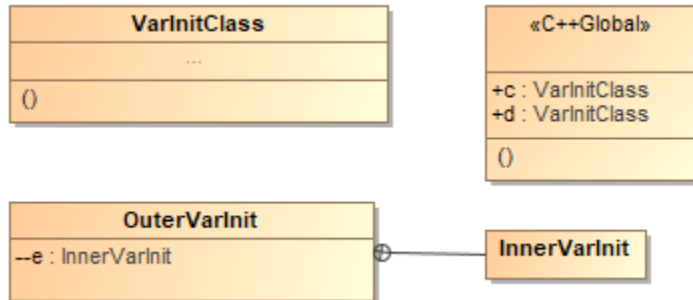 VarInitClass
...
()
«C++Global»
+c : VarInitClass
+d : VarInitClass
()
OuterVarInit
--e : InnerVarInit
InnerVarInit